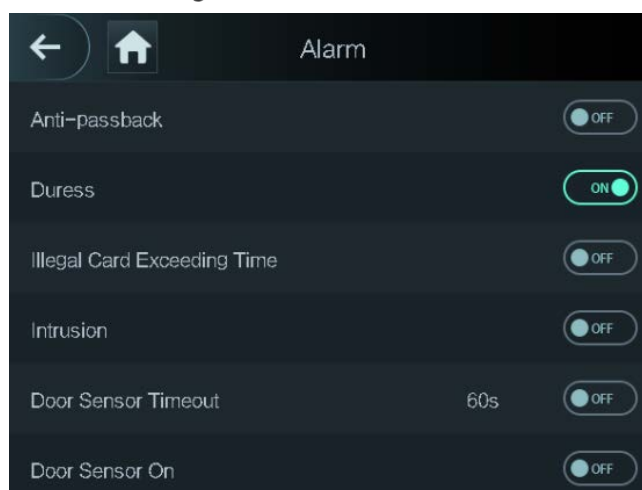 Alarm
Anti-passback OFF
Duress ON
Illegal Card Exceeding Time OFF
Intrusion OFF
Door Sensor Timeout 60s OFF
Door Sensor On OFF